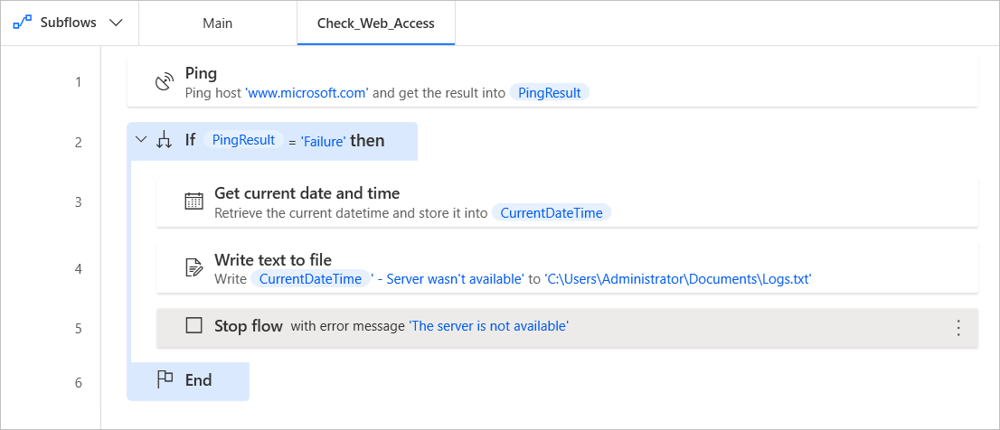 Subflows
Main
Check_Web_Access
1
Ping
Ping host 'www.microsoft.com' and get the result into PingResult
2
If PingResult = 'Failure' then
3
Get current date and time
Retrieve the current datetime and store it into CurrentDateTime
4
Write text to file
Write CurrentDateTime ' - Server wasn't available' to 'C:\Users\Administrator\Documents\Logs.txt'
5
Stop flow with error message 'The server is not available'
6
End